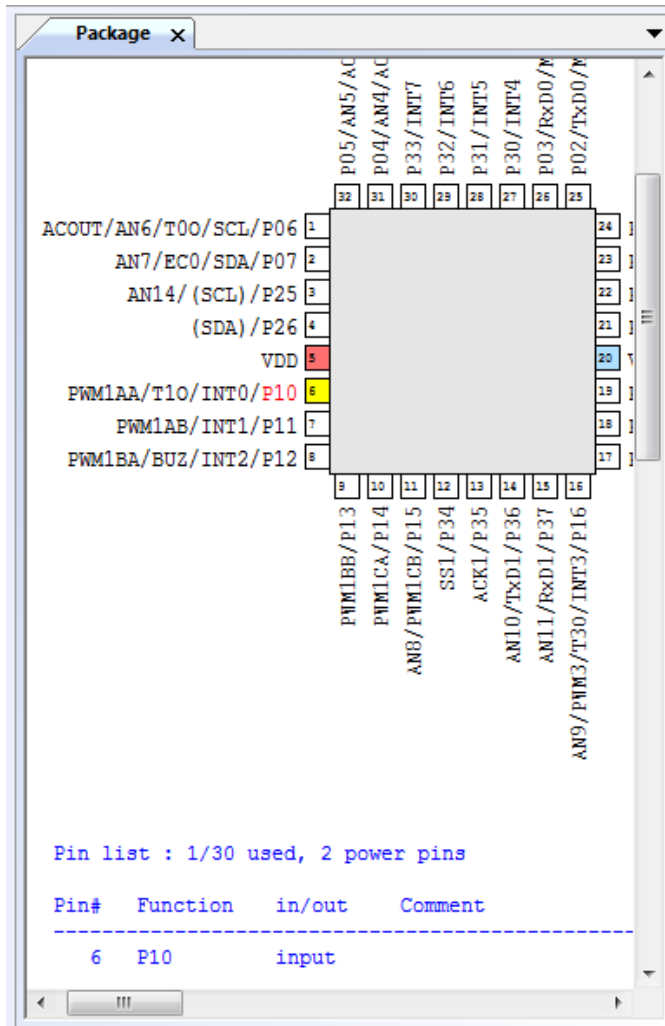 Package
P05/AN5/AC
P04/AN4/AC
P33/INT7
P32/INT6
P31/INT5
P30/INT4
P03/RxD0/M
P02/TxD0/M
32 31 30 29 28 27 26 25
ACOUT/AN6/T0O/SCL/P06 1
AN7/EC0/SDA/P07 2
AN14/(SCL)/P25 3
(SDA)/P26 4
VDD 5
PWM1AA/T1O/INT0/P10 6
PWM1AB/INT1/P11 7
PWM1BA/BUZ/INT2/P12 8
24
23
22
21
20
19
18
17
9 10 11 12 13 14 15 16
PWM1BB/P13
PWM1CA/P14
AN8/PWM1CB/P15
SS1/P34
ACK1/P35
AN10/TxD1/P36
AN11/RxD1/P37
AN9/PWM3/T3O/INT3/P16
Pin list : 1/30 used, 2 power pins
Pin# Function in/out Comment
6 P10 input